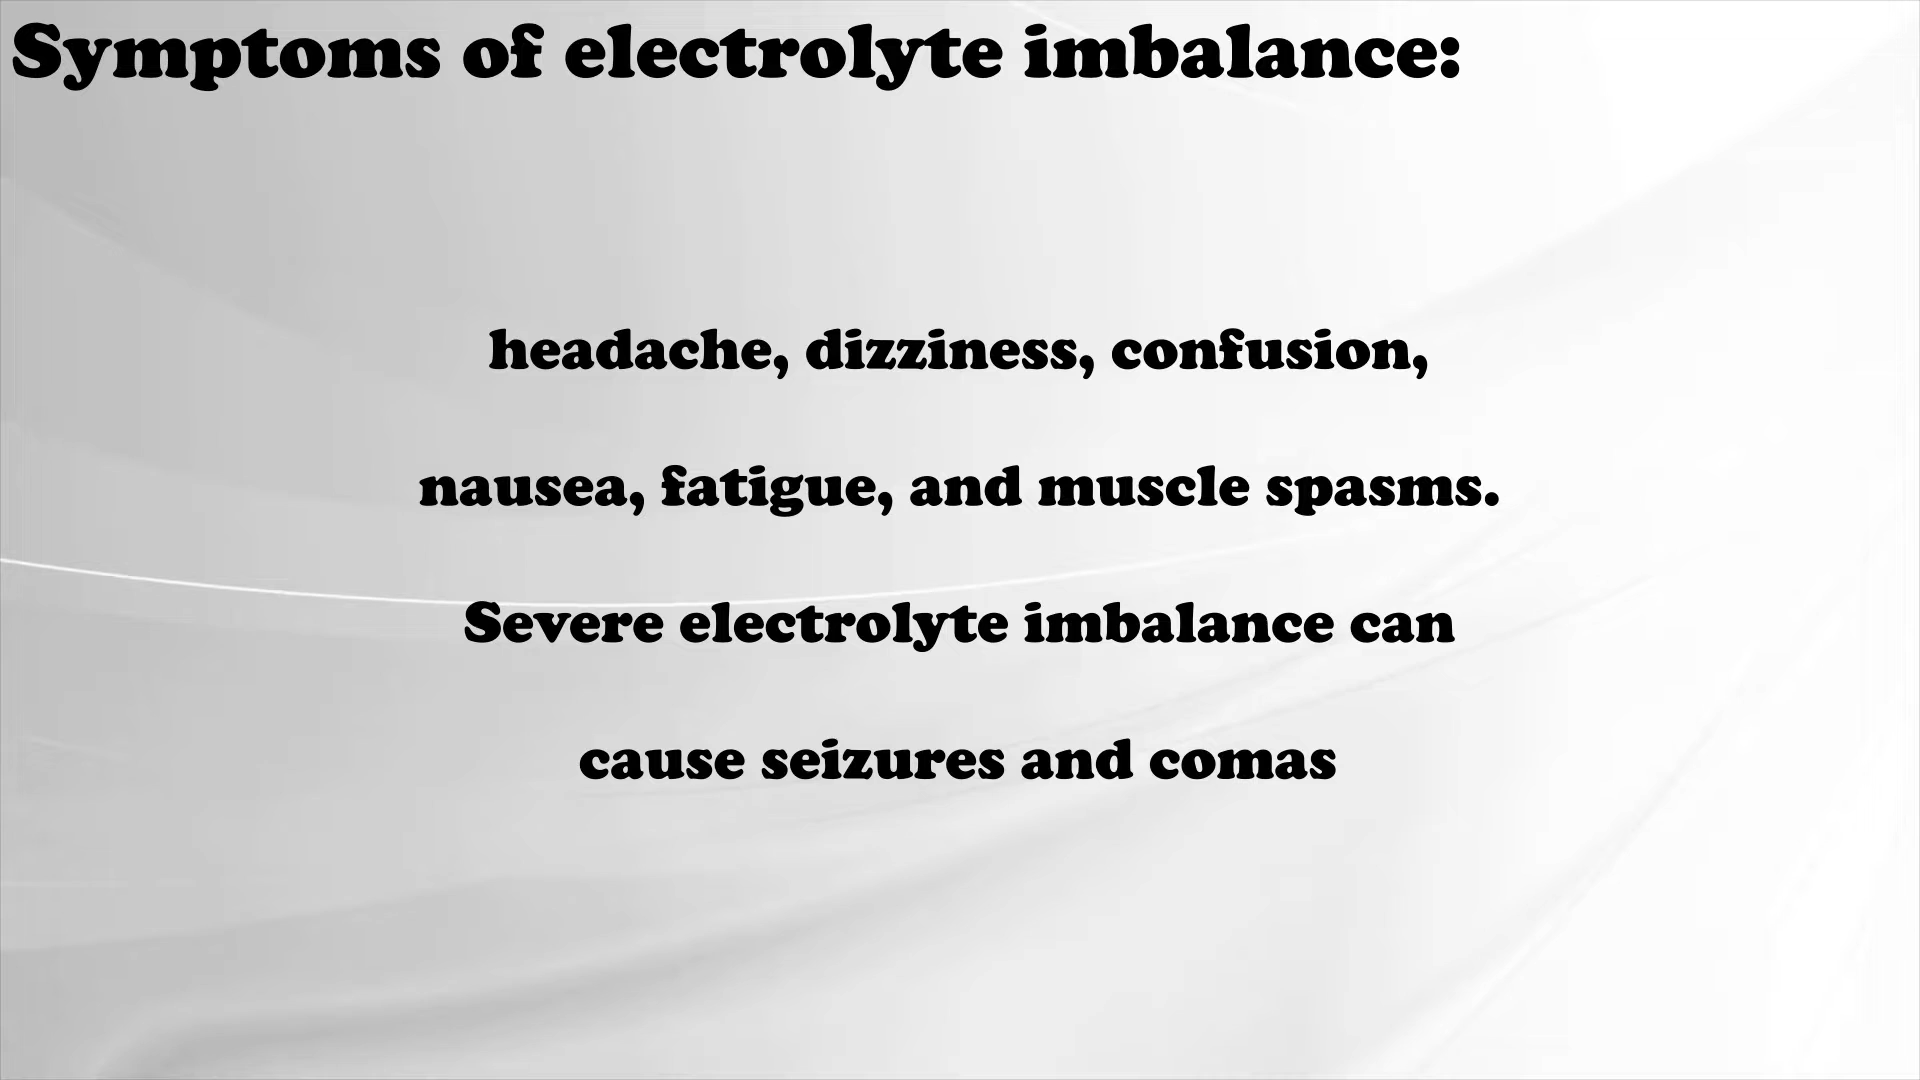 Symptoms of electrolyte imbalance:
headache, dizziness, confusion,
nausea, fatigue, and muscle spasms.
Severe electrolyte imbalance can
cause seizures and comas